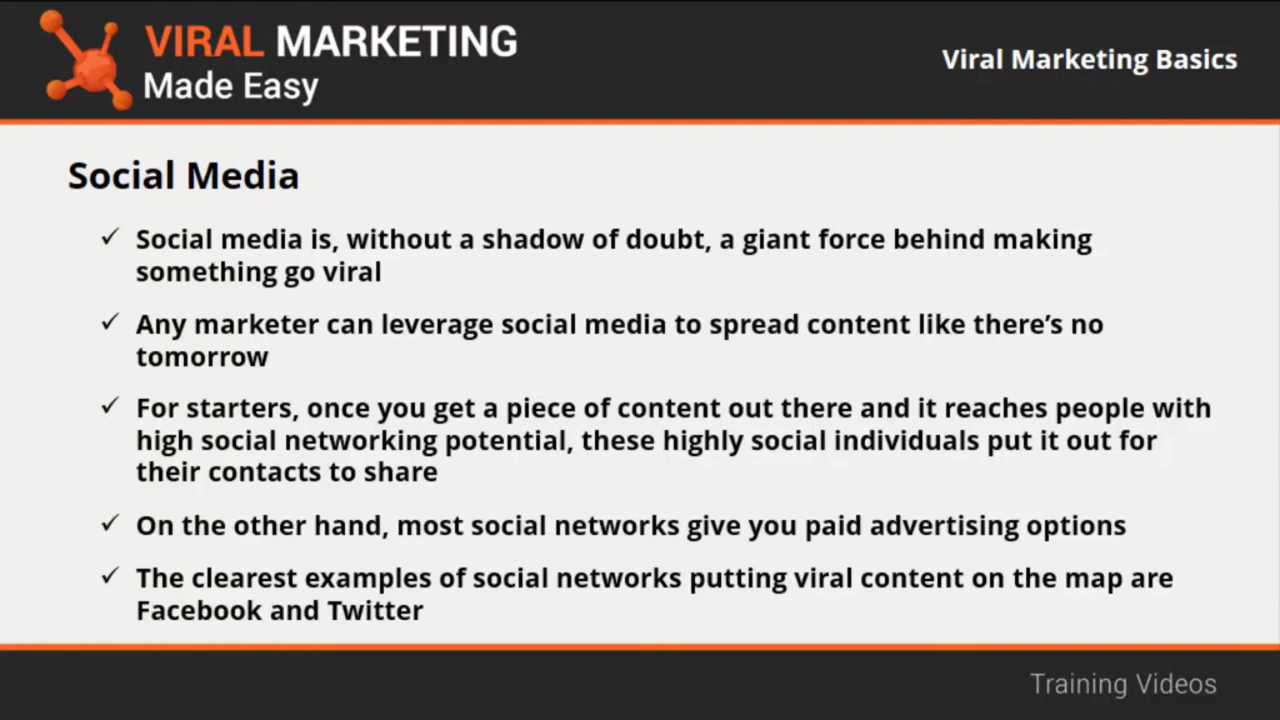 VIRAL MARKETING
Made Easy
Viral Marketing Basics
Social Media
✓ Social media is, without a shadow of doubt, a giant force behind making
something go viral
✓ Any marketer can leverage social media to spread content like there’s no
tomorrow
✓ For starters, once you get a piece of content out there and it reaches people with
high social networking potential, these highly social individuals put it out for
their contacts to share
✓ On the other hand, most social networks give you paid advertising options
✓ The clearest examples of social networks putting viral content on the map are
Facebook and Twitter
Training Videos